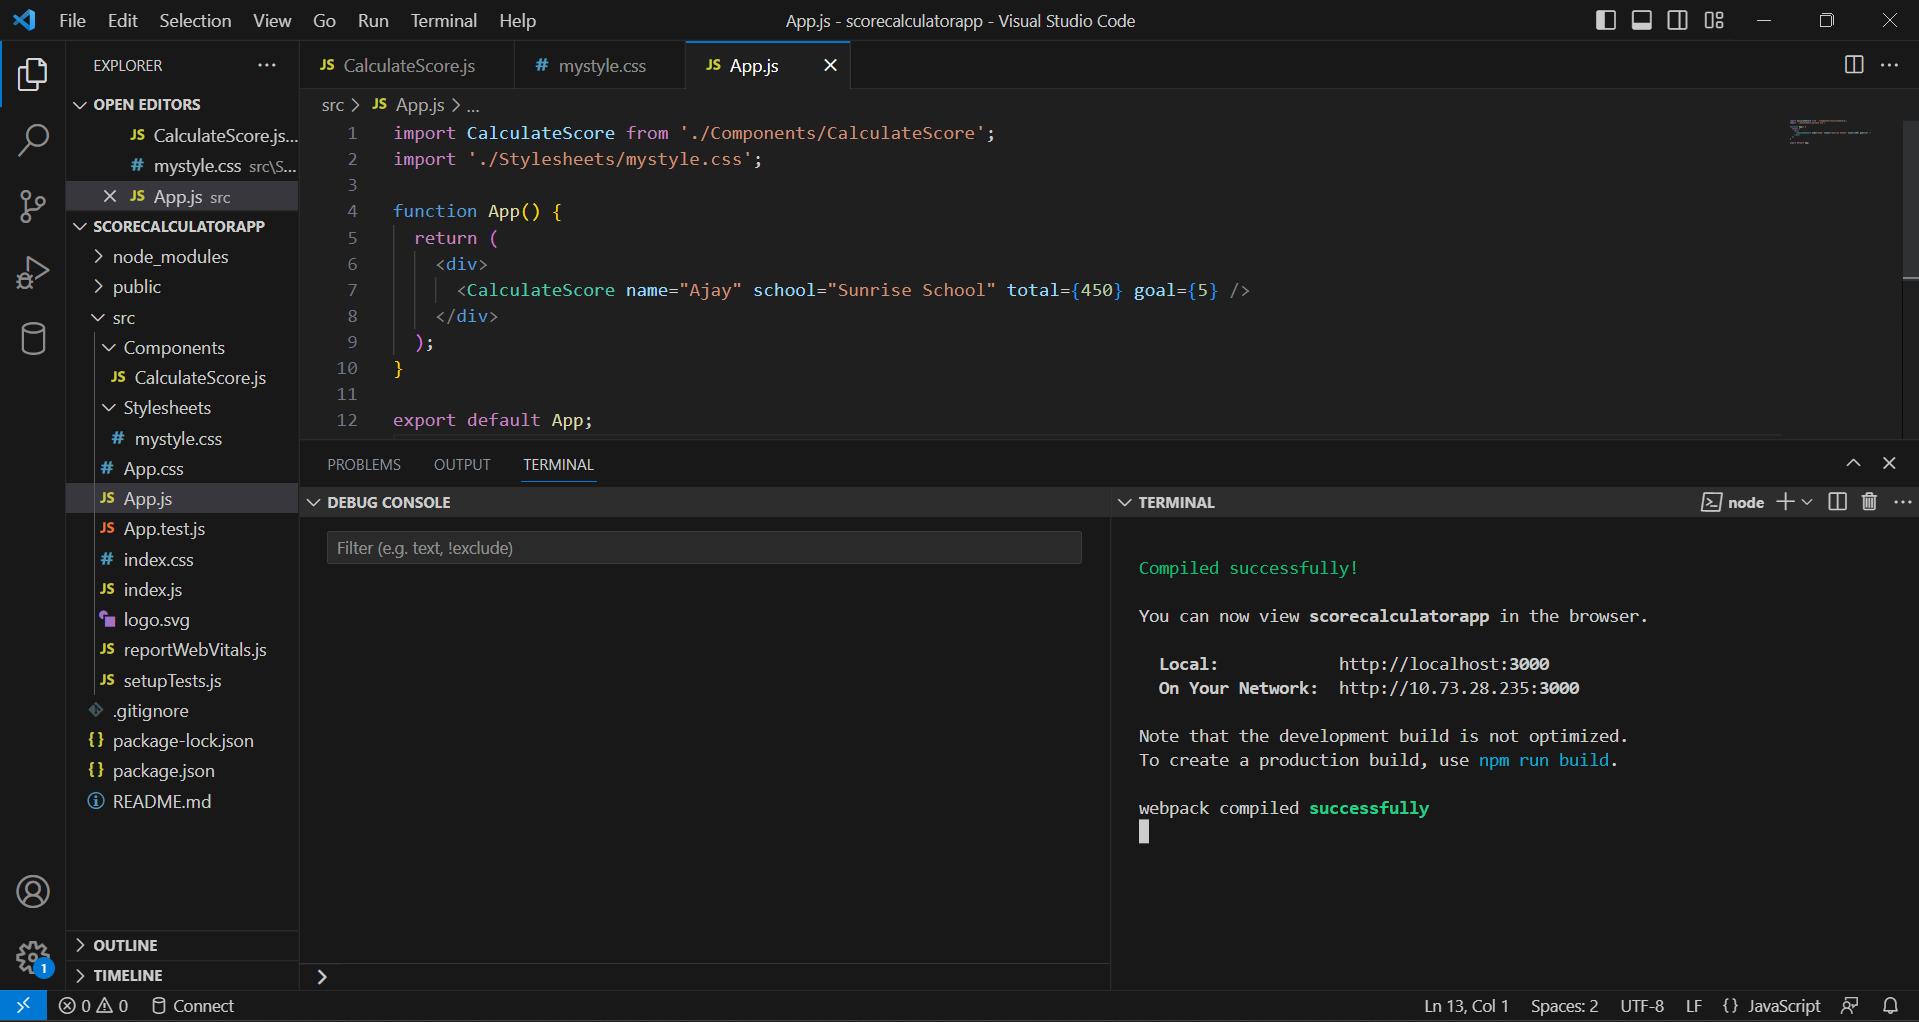 File Edit Selection View Go Run Terminal Help
App.js - scorecalculatorapp - Visual Studio Code
EXPLORER
OPEN EDITORS
JS CalculateScore.js...
# mystyle.css src\S...
JS App.js src
SCORECALCULATORAPP
node_modules
public
src
Components
JS CalculateScore.js
Stylesheets
# mystyle.css
# App.css
JS App.js
JS App.test.js
# index.css
JS index.js
logo.svg
JS reportWebVitals.js
JS setupTests.js
.gitignore
{} package-lock.json
{} package.json
README.md
OUTLINE
TIMELINE
JS CalculateScore.js # mystyle.css JS App.js
src > JS App.js > ...
1 import CalculateScore from './Components/CalculateScore';
2 import './Stylesheets/mystyle.css';
3
4 function App() {
5 return (
6 <div>
7 <CalculateScore name="Ajay" school="Sunrise School" total={450} goal={5} />
8 </div>
9 );
10 }
11
12 export default App;
PROBLEMS OUTPUT TERMINAL
DEBUG CONSOLE
Filter (e.g. text, !exclude)
TERMINAL
node
Compiled successfully!
You can now view scorecalculatorapp in the browser.
Local: http://localhost:3000
On Your Network: http://10.73.28.235:3000
Note that the development build is not optimized.
To create a production build, use npm run build.
webpack compiled successfully
1
0 0 Connect
Ln 13, Col 1 Spaces: 2 UTF-8 LF {} JavaScript